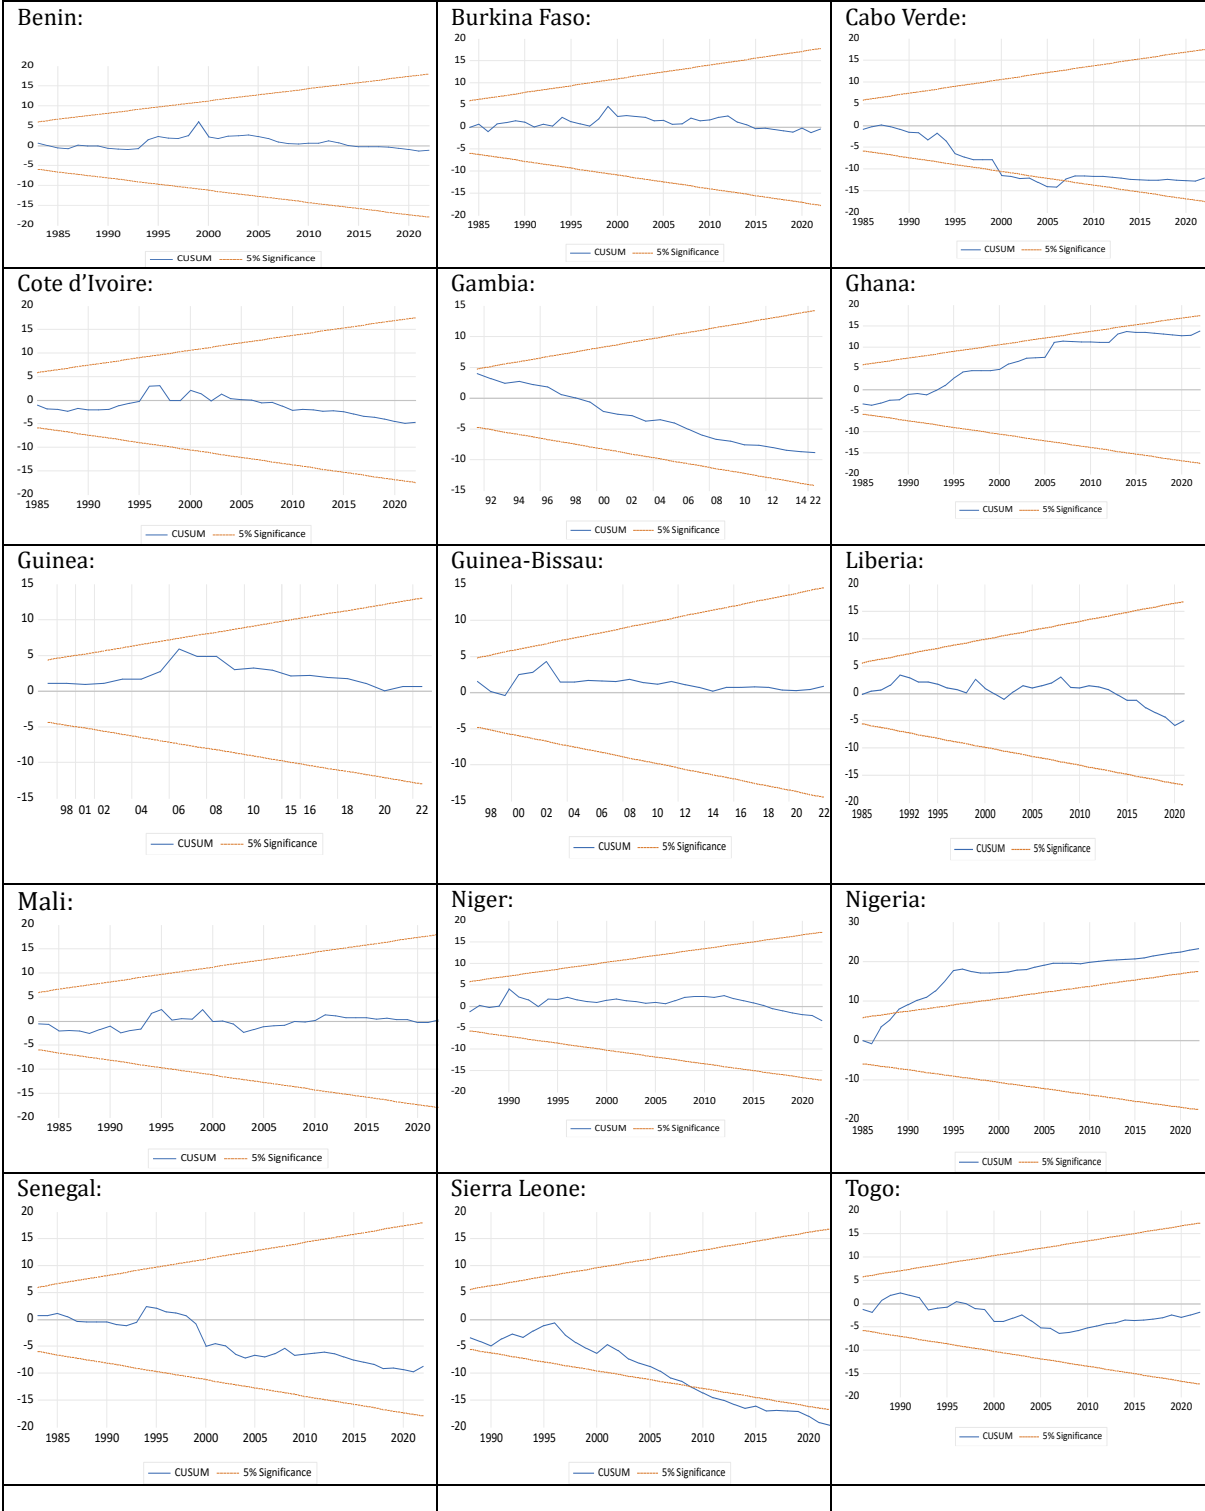 Benin:
20
15
10
5
0
-5
-10
-15
-20
1985 1990 1995 2000 2005 2010 2015 2020
CUSUM 5% Significance
Burkina Faso:
20
15
10
5
0
-5
-10
-15
-20
1985 1990 1995 2000 2005 2010 2015 2020
CUSUM 5% Significance
Cabo Verde:
20
15
10
5
0
-5
-10
-15
1985 1990 1995 2000 2005 2010 2015 2020
CUSUM 5% Significance
Cote d’Ivoire:
20
15
10
5
0
-5
-10
-15
-20
1985 1990 1995 2000 2005 2010 2015 2020
CUSUM 5% Significance
Gambia:
15
10
5
0
-5
-10
-15
92 94 96 98 00 02 04 06 08 10 12 14 22
CUSUM 5% Significance
Ghana:
20
15
10
5
0
-5
-10
-15
-20
1985 1990 1995 2000 2005 2010 2015 2020
CUSUM 5% Significance
Guinea:
15
10
5
0
-5
-10
-15
98 01 02 04 06 08 10 15 16 18 20 22
CUSUM 5% Significance
Guinea-Bissau:
15
10
5
0
-5
-10
-15
98 00 02 04 06 08 10 12 14 16 18 20 22
CUSUM 5% Significance
Liberia:
20
15
10
5
0
-5
-10
-15
-20
1985 1992 1995 2000 2005 2010 2015 2020
CUSUM 5% Significance
Mali:
20
15
10
5
0
-5
-10
-15
-20
1985 1990 1995 2000 2005 2010 2015 2020
CUSUM 5% Significance
Niger:
20
15
10
5
0
-5
-10
-15
-20
1990 1995 2000 2005 2010 2015 2020
CUSUM 5% Significance
Nigeria:
30
20
10
0
-10
-20
1985 1990 1995 2000 2005 2010 2015 2020
CUSUM 5% Significance
Senegal:
20
15
10
5
0
-5
-10
-15
-20
1985 1990 1995 2000 2005 2010 2015 2020
CUSUM 5% Significance
Sierra Leone:
20
15
10
5
0
-5
-10
-15
-20
1990 1995 2000 2005 2010 2015 2020
CUSUM 5% Significance
Togo:
20
15
10
5
0
-5
-10
-15
-20
1990 1995 2000 2005 2010 2015 2020
CUSUM 5% Significance